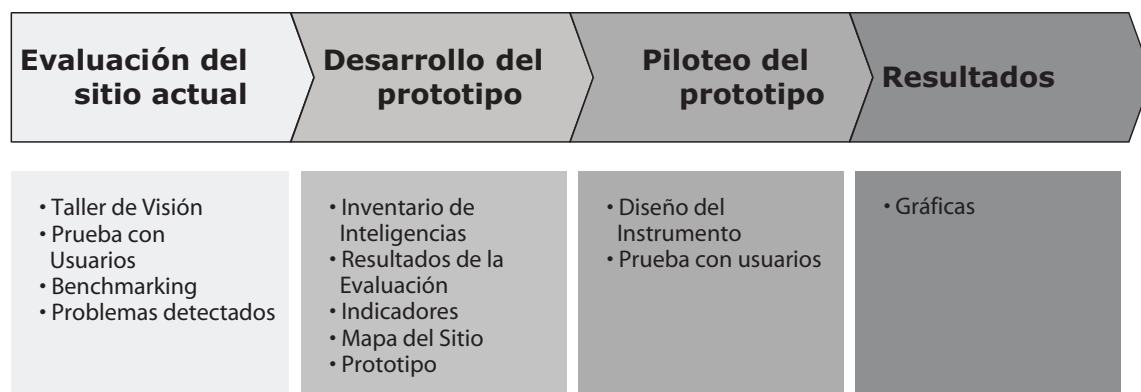 Evaluación del
sitio actual
Desarrollo del
prototipo
Piloteo del
prototipo
Resultados
• Taller de Visión
• Prueba con
Usuarios
• Benchmarking
• Problemas detectados
• Inventario de
Inteligencias
• Resultados de la
Evaluación
• Indicadores
• Mapa del Sitio
• Prototipo
• Diseño del
Instrumento
• Prueba con usuarios
• Gráficas